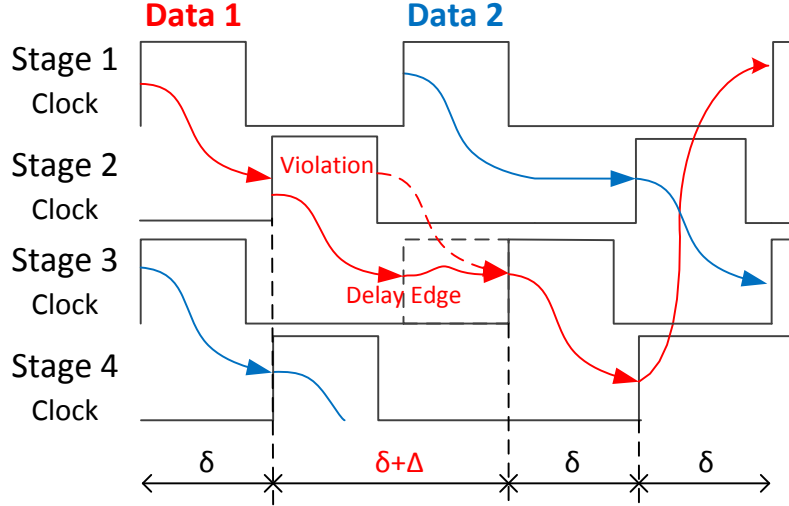 Data 1
Data 2
Stage 1
Clock
Stage 2
Clock
Violation
Stage 3
Clock
Delay Edge
Stage 4
Clock
δ
δ+Δ
δ
δ